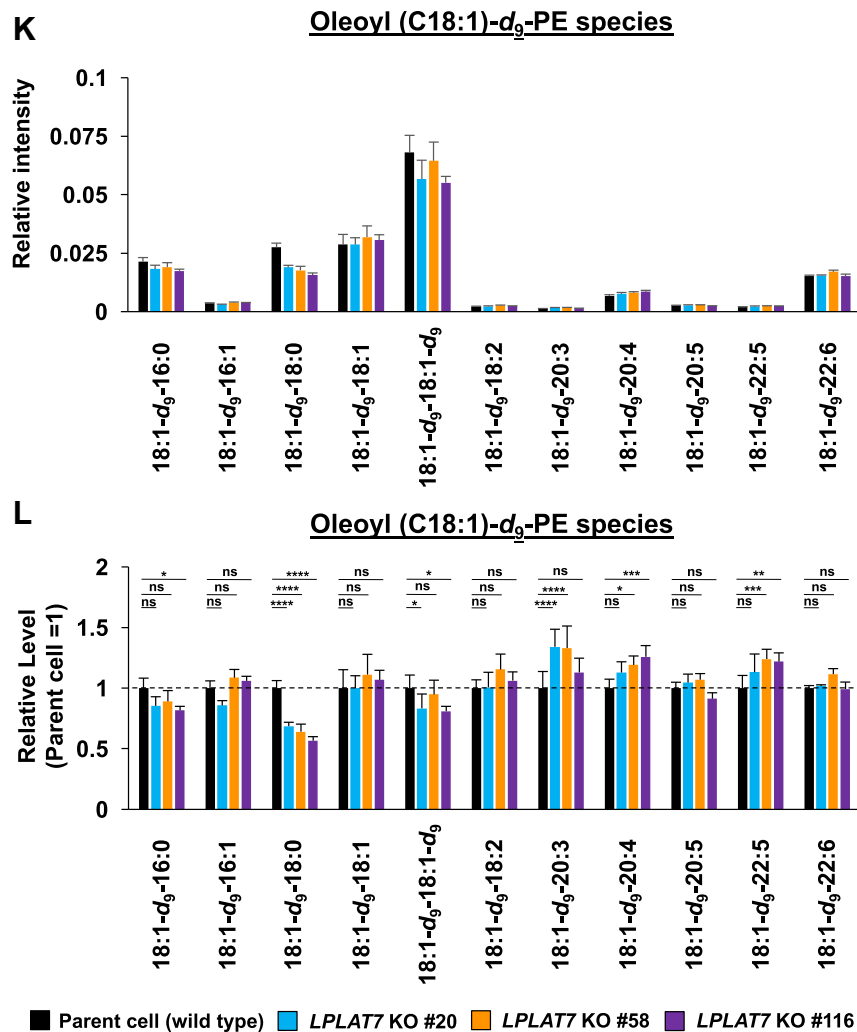 K
Oleoyl (C18:1)-d9-PE species
Relative intensity
0.1
0.075
0.05
0.025
0
18:1-d9-16:0
18:1-d9-16:1
18:1-d9-18:0
18:1-d9-18:1
18:1-d9-18:1-d9
18:1-d9-18:2
18:1-d9-20:3
18:1-d9-20:4
18:1-d9-20:5
18:1-d9-22:5
18:1-d9-22:6
L
Oleoyl (C18:1)-d9-PE species
Relative Level
(Parent cell =1)
2
1.5
1
0.5
0
* ns **** ns * ns ns *** ns ** ns
ns ns **** ns ns ns **** * ns *** ns
ns ns **** ns * ns **** ns ns ns ns
18:1-d9-16:0
18:1-d9-16:1
18:1-d9-18:0
18:1-d9-18:1
18:1-d9-18:1-d9
18:1-d9-18:2
18:1-d9-20:3
18:1-d9-20:4
18:1-d9-20:5
18:1-d9-22:5
18:1-d9-22:6
Parent cell (wild type) LPLAT7 KO #20 LPLAT7 KO #58 LPLAT7 KO #116